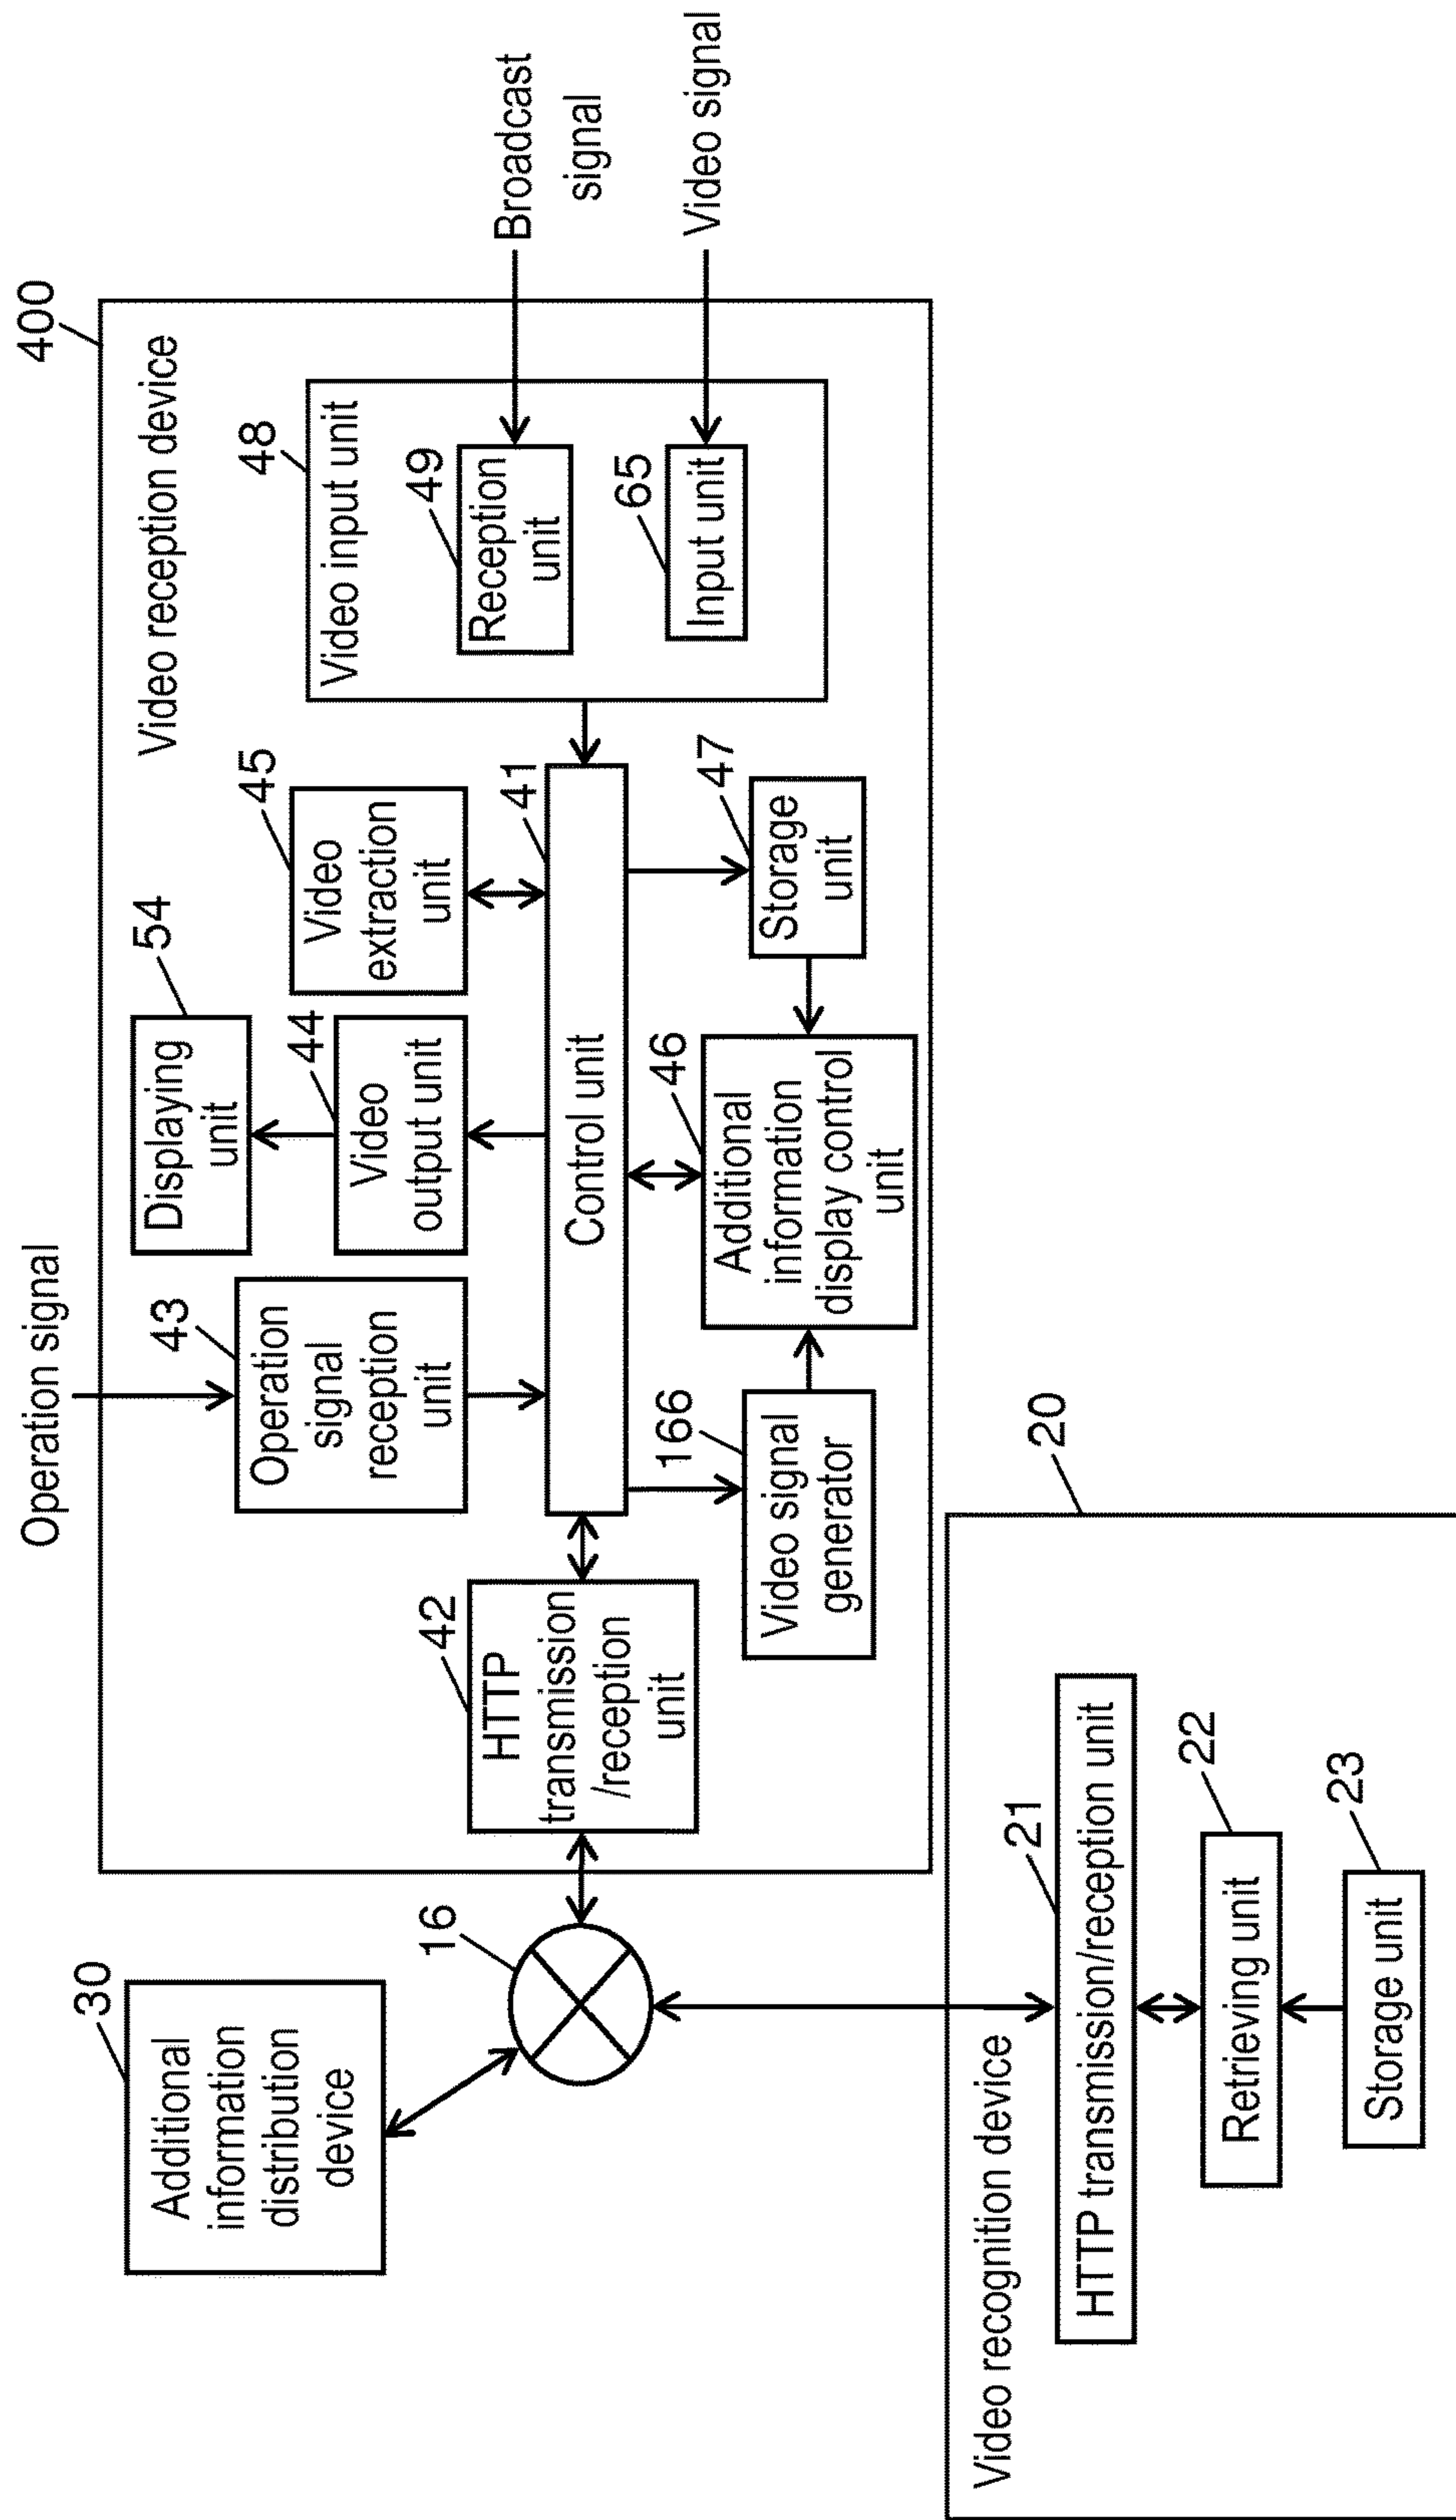 400
Video reception device
Operation signal
43
Operation
signal
reception
unit
54
Displaying
unit
44
Video
output unit
45
Video
extraction
unit
48
Video input unit
49
Reception
unit
65
Input unit
Broadcast
signal
Video signal
42
HTTP
transmission
/reception
unit
41
Control unit
166
Video signal
generator
46
Additional
information
display control
unit
47
Storage
unit
30
Additional
information
distribution
device
16
20
Video recognition device
21
HTTP transmission/reception unit
22
Retrieving unit
23
Storage unit